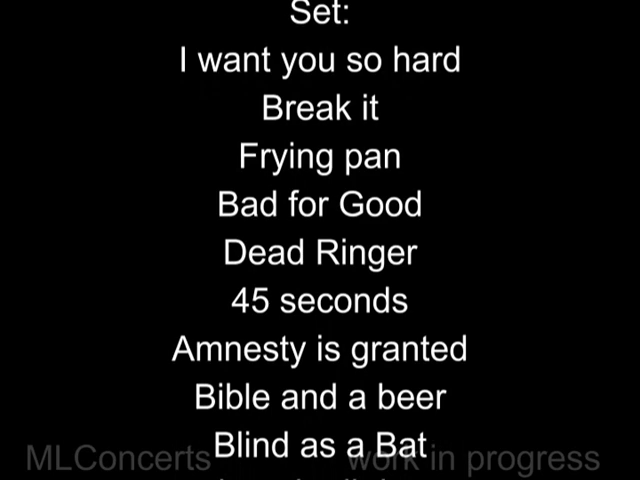 Set:
I want you so hard
Break it
Frying pan
Bad for Good
Dead Ringer
45 seconds
Amnesty is granted
Bible and a beer
Blind as a Bat
MLConcerts work in progress